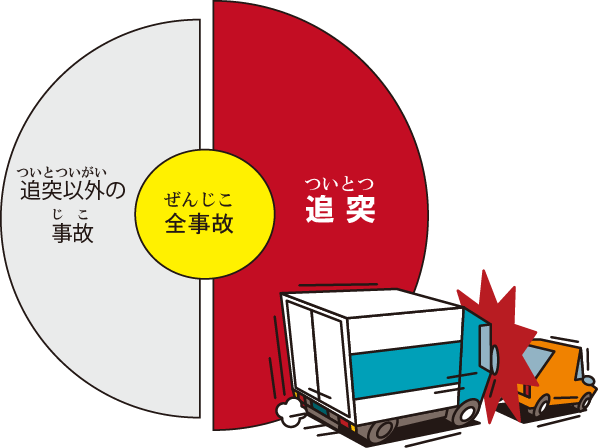 ついとついがい
追突以外の
じこ
事故
ぜんじこ
全事故
ついとつ
追突